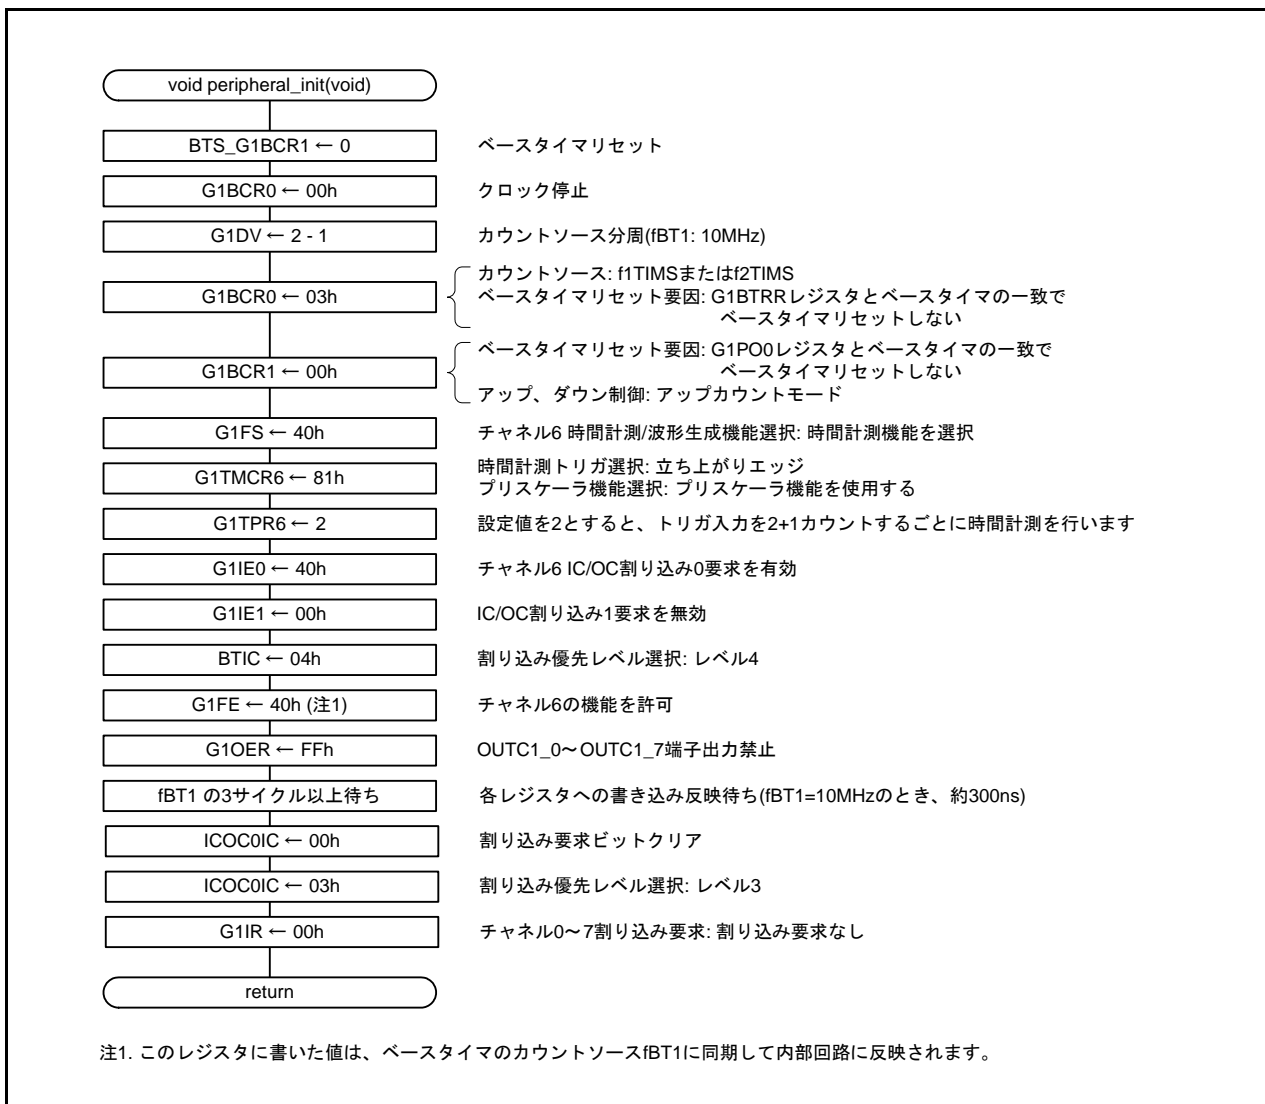 void peripheral_init(void)
BTS_G1BCR1 ← 0
ベースタイマリセット
G1BCR0 ← 00h
クロック停止
G1DV ← 2 - 1
カウントソース分周(fBT1: 10MHz)
G1BCR0 ← 03h
カウントソース: f1TIMSまたはf2TIMS
ベースタイマリセット要因: G1BTRRレジスタとベースタイマの一致で
ベースタイマリセットしない
G1BCR1 ← 00h
ベースタイマリセット要因: G1PO0レジスタとベースタイマの一致で
ベースタイマリセットしない
アップ、ダウン制御: アップカウントモード
G1FS ← 40h
チャネル6 時間計測/波形生成機能選択: 時間計測機能を選択
G1TMCR6 ← 81h
時間計測トリガ選択: 立ち上がりエッジ
プリスケーラ機能選択: プリスケーラ機能を使用する
G1TPR6 ← 2
設定値を2とすると、トリガ入力を2+1カウントするごとに時間計測を行います
G1IE0 ← 40h
チャネル6 IC/OC割り込み0要求を有効
G1IE1 ← 00h
IC/OC割り込み1要求を無効
BTIC ← 04h
割り込み優先レベル選択: レベル4
G1FE ← 40h (注1)
チャネル6の機能を許可
G1OER ← FFh
OUTC1_0〜OUTC1_7端子出力禁止
fBT1 の3サイクル以上待ち
各レジスタへの書き込み反映待ち(fBT1=10MHzのとき、約300ns)
ICOC0IC ← 00h
割り込み要求ビットクリア
ICOC0IC ← 03h
割り込み優先レベル選択: レベル3
G1IR ← 00h
チャネル0〜7割り込み要求: 割り込み要求なし
return
注1. このレジスタに書いた値は、ベースタイマのカウントソースfBT1に同期して内部回路に反映されます。